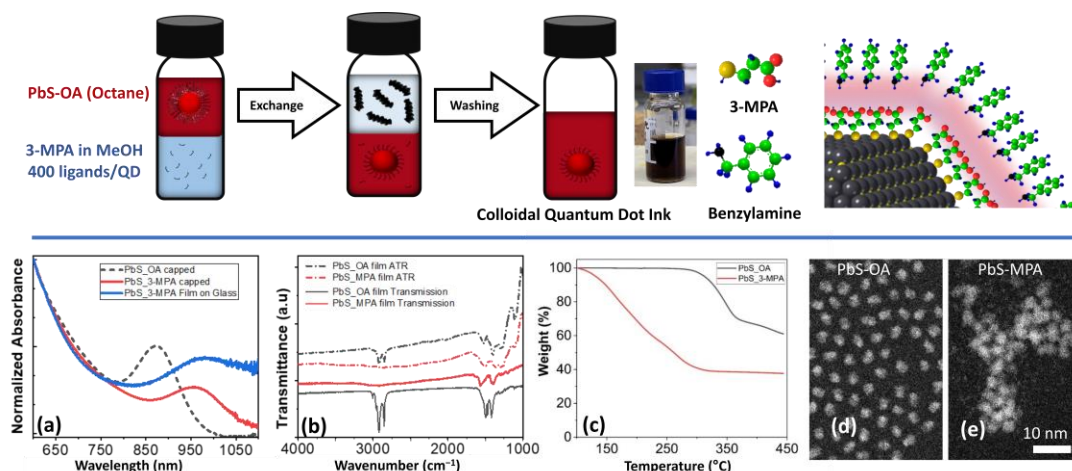 PbS-OA (Octane)
3-MPA in MeOH
400 ligands/QD
Exchange
Washing
Colloidal Quantum Dot Ink
3-MPA
Benzylamine
Normalized Absorbance
PbS_OA capped
PbS_3-MPA capped
PbS_3-MPA Film on Glass
(a)
650 750 850 950 1050
Wavelength (nm)
Transmittance (a.u)
PbS_OA film ATR
PbS_MPA film ATR
PbS_OA film Transmission
PbS_MPA film Transmission
(b)
4000 3000 2000 1000
Wavenumber (cm⁻¹)
Weight (%)
100
80
60
40
20
0
PbS_OA
PbS_3-MPA
(c)
150 250 350 450
Temperature (°C)
PbS-OA
(d)
PbS-MPA
(e)
10 nm